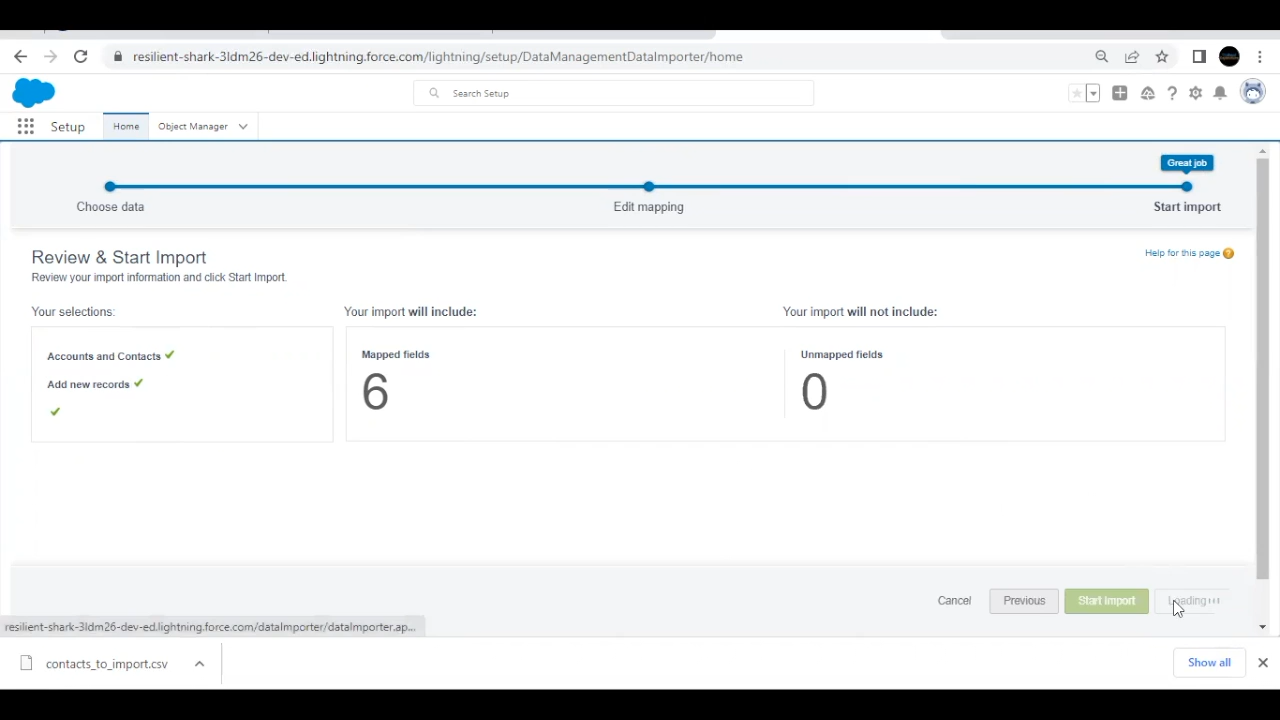 resilient-shark-3ldm26-dev-ed.lightning.force.com/lightning/setup/DataManagementDataImporter/home
Search Setup
Setup
Home
Object Manager
Great job
Choose data
Edit mapping
Start import
Review & Start Import
Help for this page
Review your import information and click Start Import.
Your selections:
Your import will include:
Your import will not include:
Accounts and Contacts
Mapped fields
Unmapped fields
Add new records
6
0
Cancel
Previous
Start Import
Loading
resilient-shark-3ldm26-dev-ed.lightning.force.com/dataImporter/dataImporter.ap...
contacts_to_import.csv
Show all